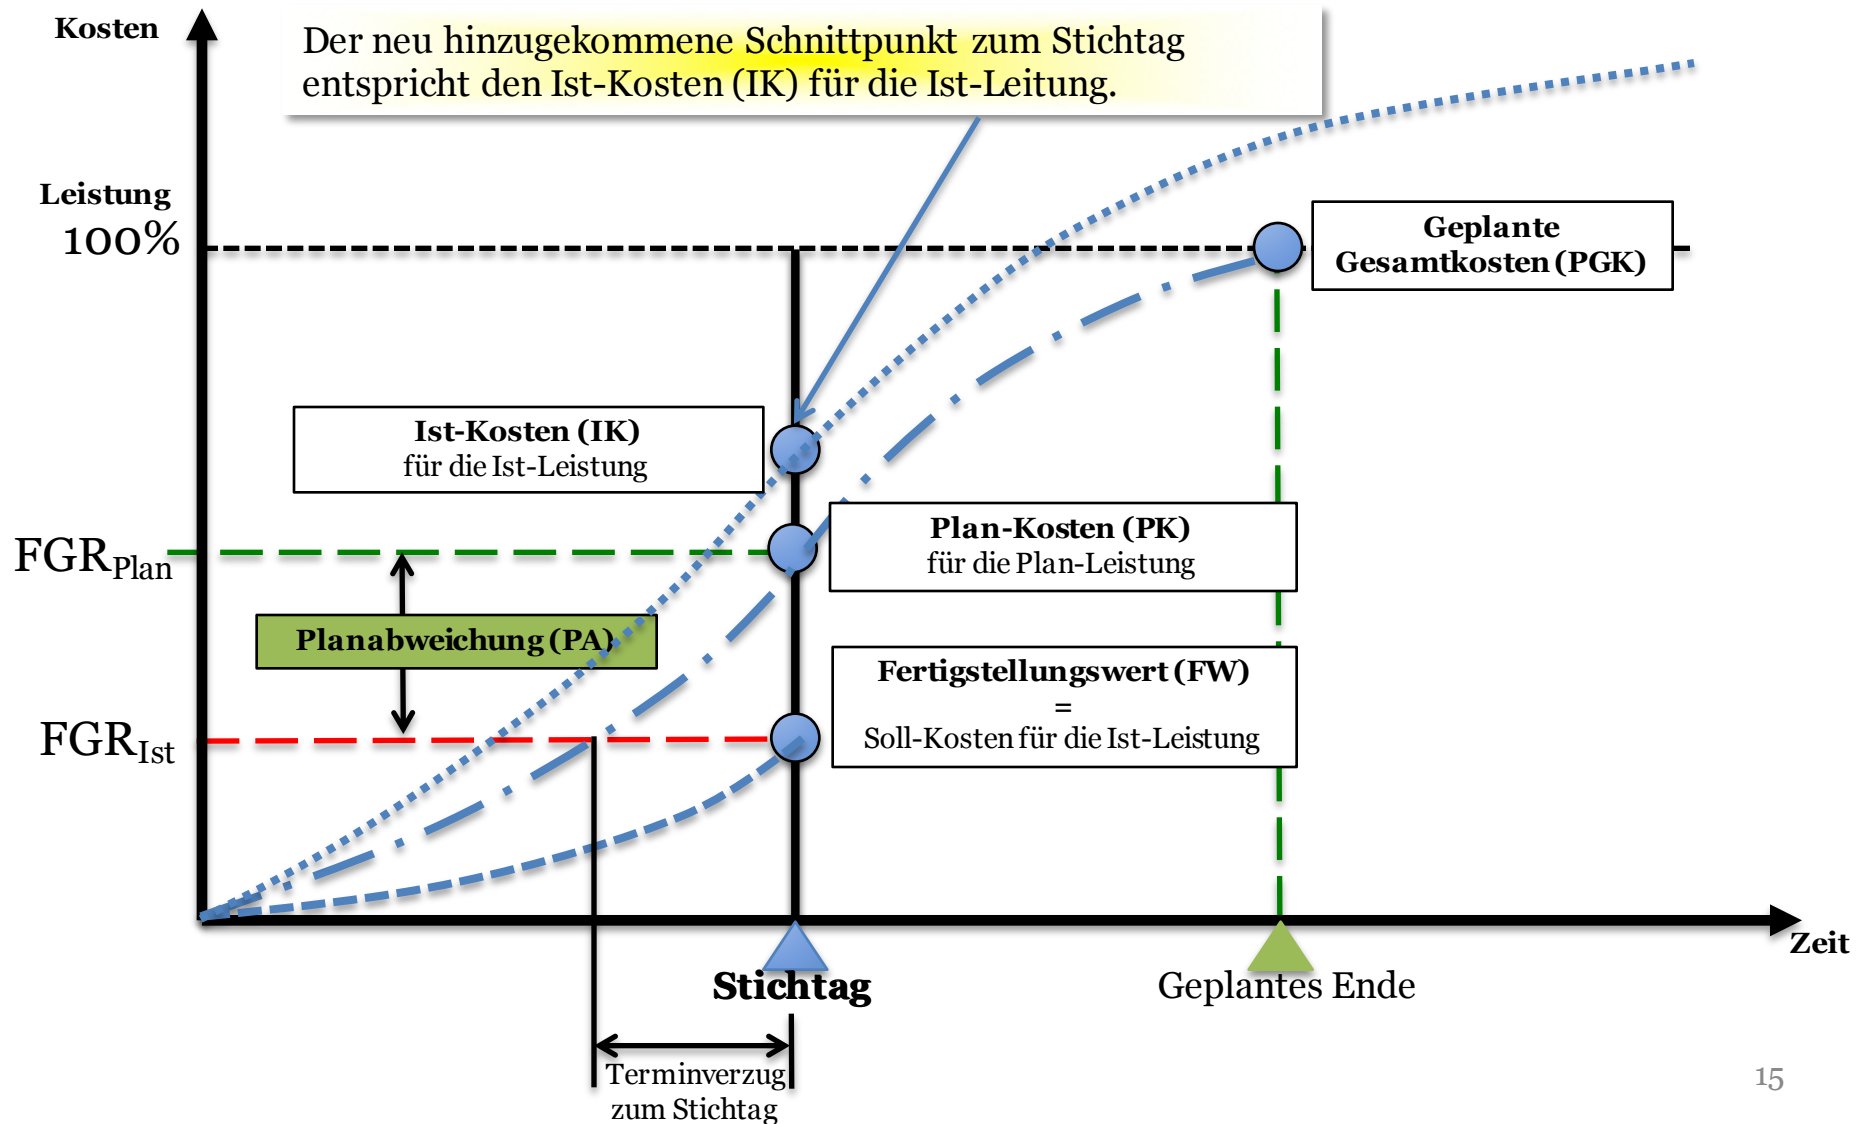 Kosten
Der neu hinzugekommene Schnittpunkt zum Stichtag
entspricht den Ist-Kosten (IK) für die Ist-Leitung.
Leistung
100%
Geplante
Gesamtkosten (PGK)
Ist-Kosten (IK)
für die Ist-Leistung
Plan-Kosten (PK)
für die Plan-Leistung
FGRPlan
Planabweichung (PA)
Fertigstellungswert (FW)
=
Soll-Kosten für die Ist-Leistung
FGRIst
Zeit
Stichtag
Geplantes Ende
Terminverzug
zum Stichtag
15